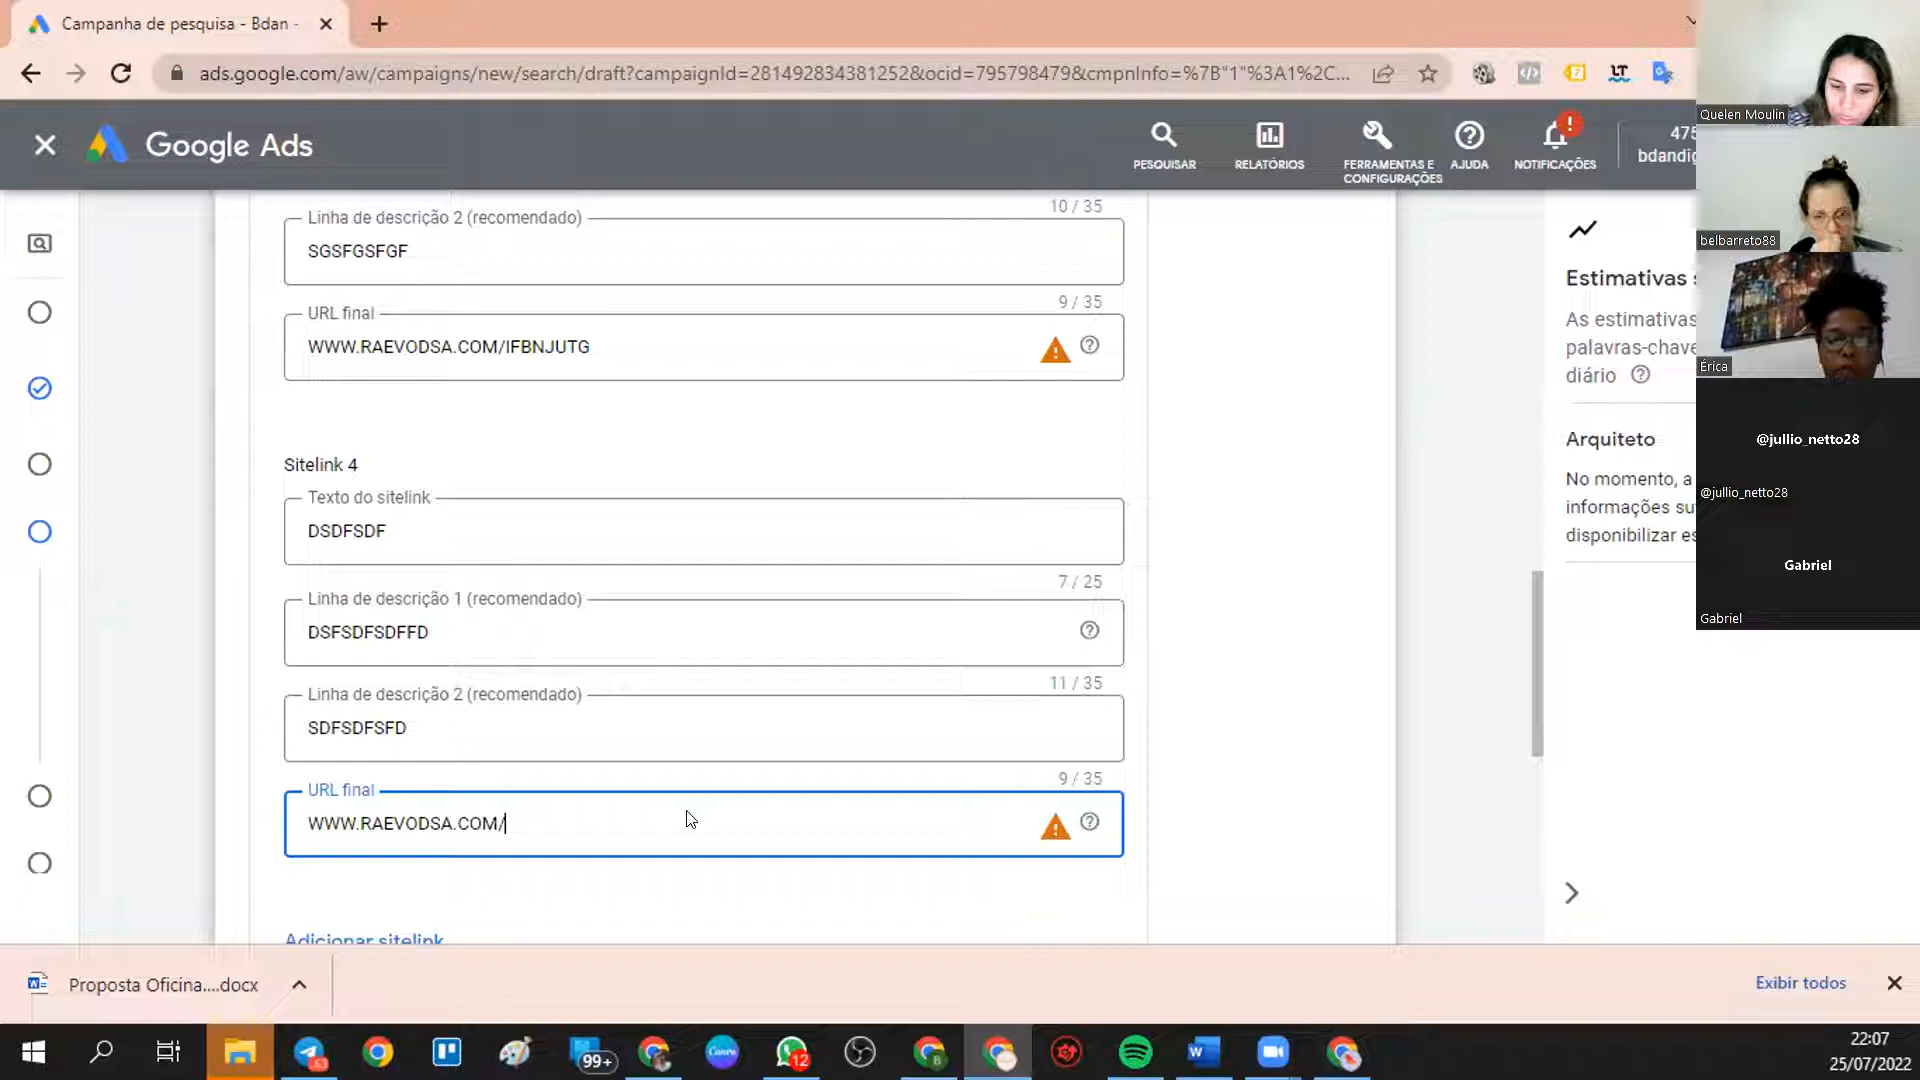 Campanha de pesquisa - Bdan -
ads.google.com/aw/campaigns/new/search/draft?campaignId=281492834381252&ocid=795798479&cmpnInfo=%7B"1"%3A1%2C...
Google Ads
PESQUISAR
RELATÓRIOS
FERRAMENTAS E
CONFIGURAÇÕES
AJUDA
NOTIFICAÇÕES
475
bdandig
10 / 35
Linha de descrição 2 (recomendado)
SGSFGSFGF
9 / 35
URL final
WWW.RAEVODSA.COM/IFBNJUTG
Sitelink 4
Texto do sitelink
DSDFSDF
7 / 25
Linha de descrição 1 (recomendado)
DSFSDFSDFFD
11 / 35
Linha de descrição 2 (recomendado)
SDFSDFSFD
9 / 35
URL final
WWW.RAEVODSA.COM/
Adicionar sitelink
Estimativas s
As estimativas
palavras-chave
diário
Arquiteto
No momento, a
informações su
disponibilizar es
Quelen Moulin
belbarreto88
Érica
@jullio_netto28
@jullio_netto28
Gabriel
Gabriel
Proposta Oficina....docx
Exibir todos
99+
Canva
12
22:07
25/07/2022